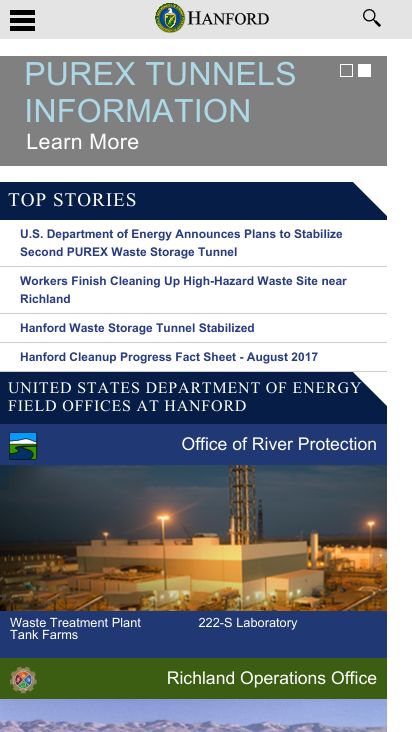 HANFORD
PUREX TUNNELS
INFORMATION
Learn More
TOP STORIES
U.S. Department of Energy Announces Plans to Stabilize
Second PUREX Waste Storage Tunnel
Workers Finish Cleaning Up High-Hazard Waste Site near
Richland
Hanford Waste Storage Tunnel Stabilized
Hanford Cleanup Progress Fact Sheet - August 2017
UNITED STATES DEPARTMENT OF ENERGY
FIELD OFFICES AT HANFORD
Office of River Protection
Waste Treatment Plant
222-S Laboratory
Tank Farms
Richland Operations Office